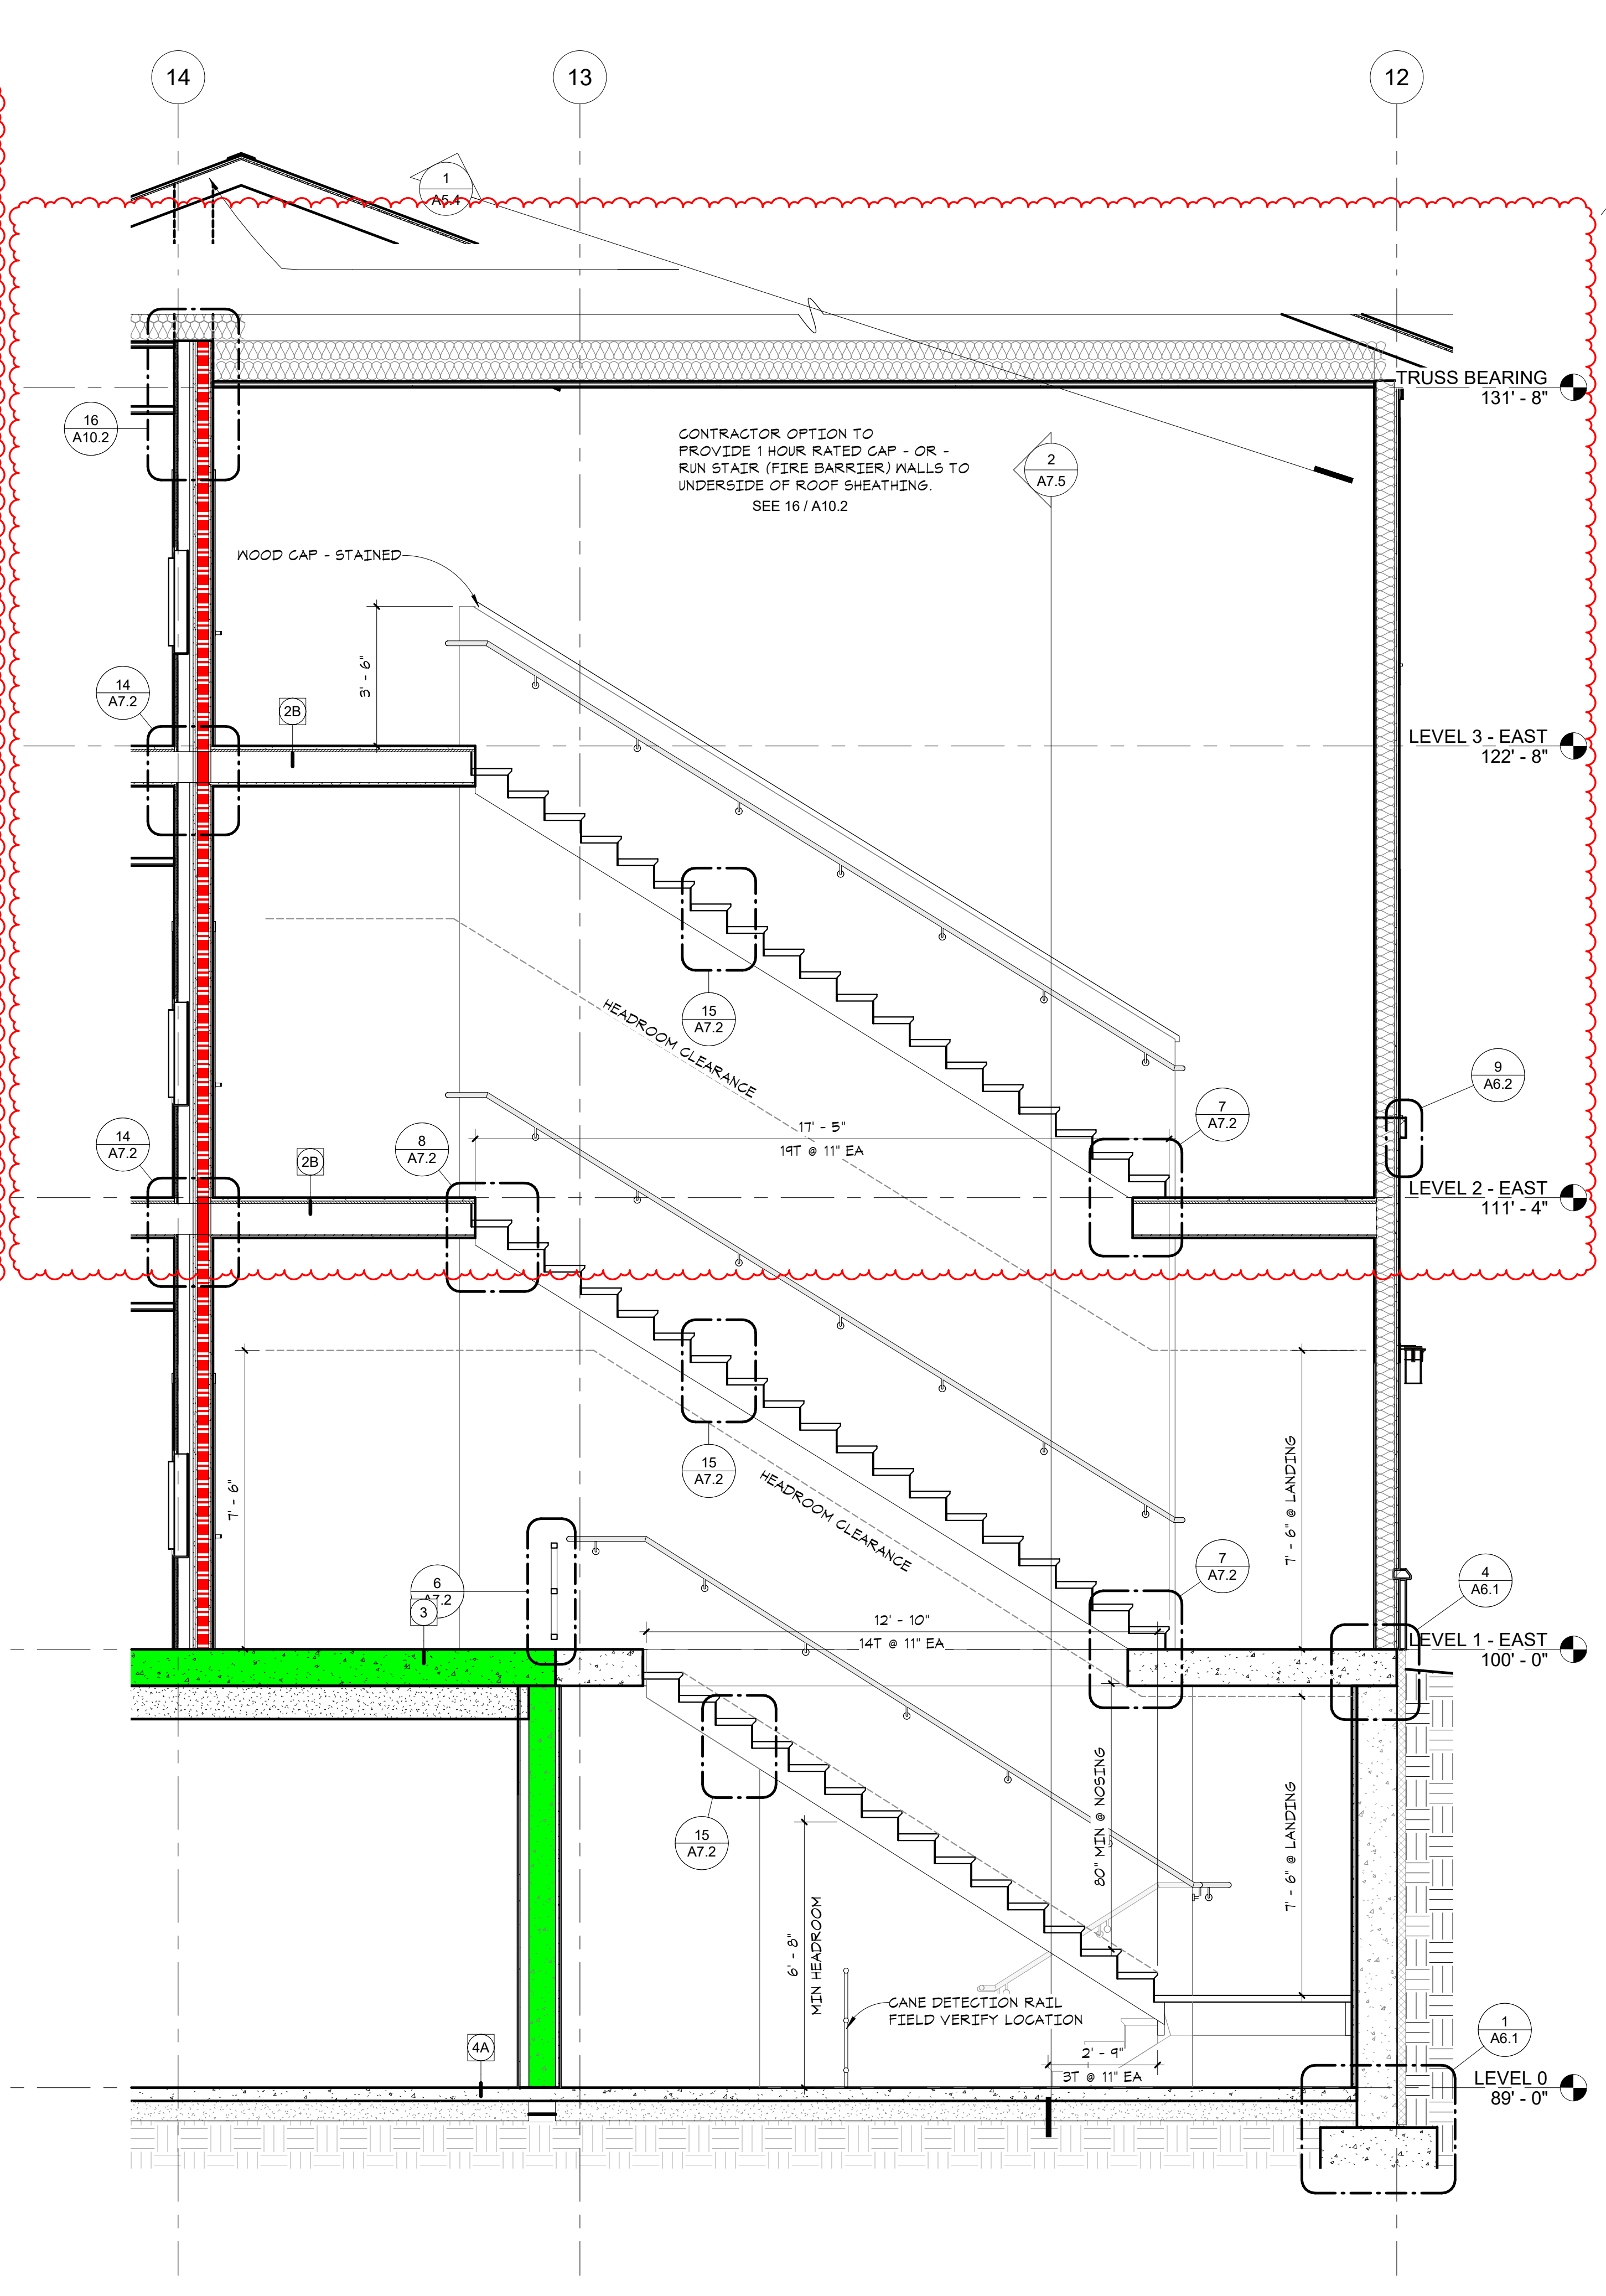 14
13
12
1
A5.4
TRUSS BEARING
131' - 8"
16
A10.2
CONTRACTOR OPTION TO
PROVIDE 1 HOUR RATED CAP - OR -
RUN STAIR (FIRE BARRIER) WALLS TO
UNDERSIDE OF ROOF SHEATHING.
SEE 16 / A10.2
2
A7.5
WOOD CAP - STAINED
3' - 6"
14
A7.2
2B
LEVEL 3 - EAST
122' - 8"
15
A7.2
HEADROOM CLEARANCE
9
A6.2
17' - 5"
19T @ 11" EA
7
A7.2
14
A7.2
2B
8
A7.2
LEVEL 2 - EAST
111' - 4"
7' - 6"
15
A7.2
HEADROOM CLEARANCE
7' - 6" @ LANDING
6
A7.2
3
7
A7.2
4
A6.1
12' - 10"
14T @ 11" EA
LEVEL 1 - EAST
100' - 0"
15
A7.2
80" MIN @ NOSING
7' - 6" @ LANDING
6' - 8"
MIN HEADROOM
CANE DETECTION RAIL
FIELD VERIFY LOCATION
4A
2' - 9"
3T @ 11" EA
1
A6.1
LEVEL 0
89' - 0"